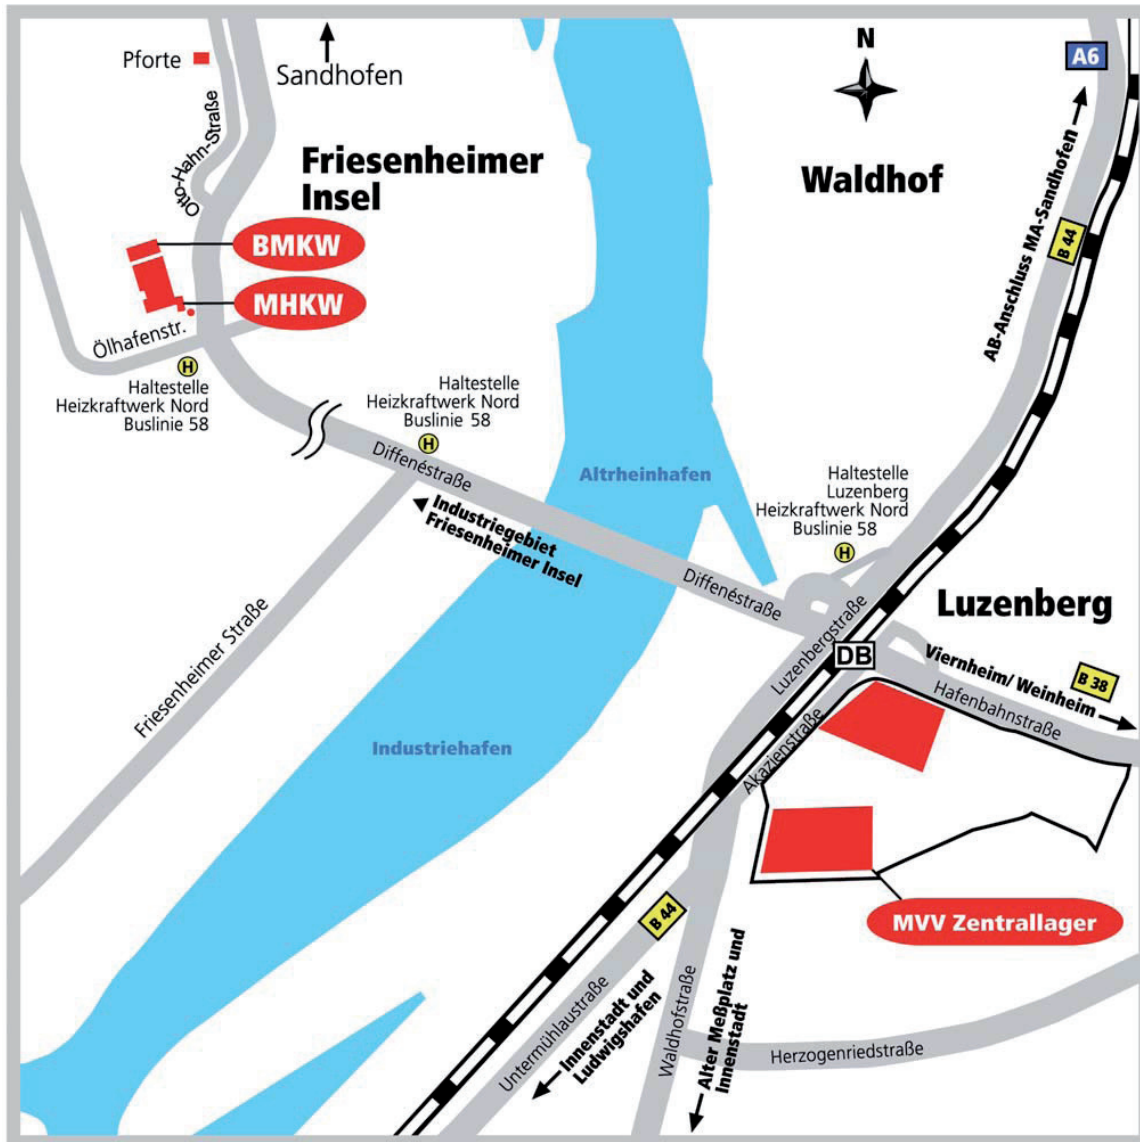 Pforte
Sandhofen
N
A6
Otto-Hahn-Straße
Friesenheimer
Insel
Waldhof
AB-Anschluss MA-Sandhofen
B 44
BMKW
MHKW
Ölhafenstr.
H
Haltestelle
Heizkraftwerk Nord
Buslinie 58
Haltestelle
Heizkraftwerk Nord
Buslinie 58
H
Diffenéstraße
Altrheinhafen
Haltestelle
Luzenberg
Heizkraftwerk Nord
Buslinie 58
H
Industriegebiet
Friesenheimer Insel
Diffenéstraße
Luzenberg
Luzenbergstraße
DB
Viernheim/ Weinheim
B 38
Hafenbahnstraße
Friesenheimer Straße
Industriehafen
Akazienstraße
MVV Zentrallager
B 44
Untermühlaustraße
Innenstadt und
Ludwigshafen
Waldhofstraße
Alter Meßplatz und
Innenstadt
Herzogenriedstraße